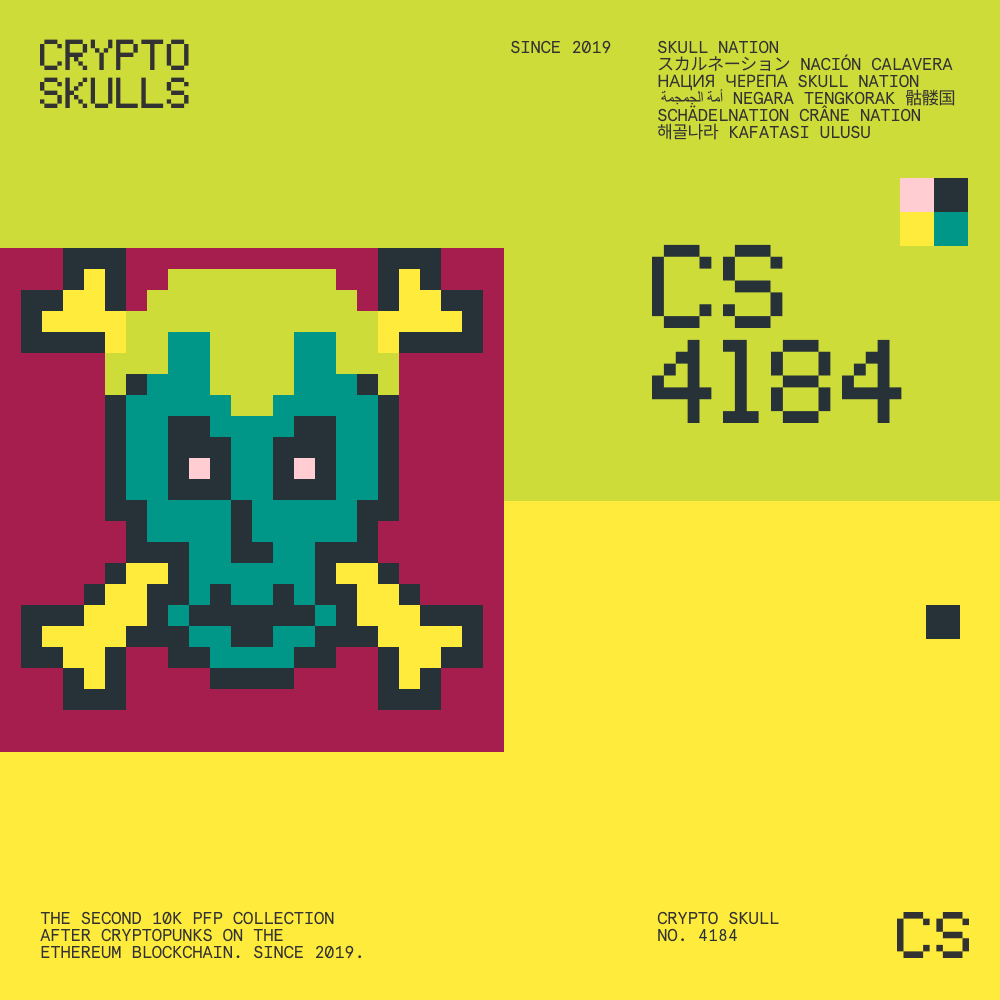 CRYPTO
SKULLS
SINCE 2019
SKULL NATION
スカルネーション NACIÓN CALAVERA
НАЦИЯ ЧЕРЕПА SKULL NATION
أمة الجمجمة NEGARA TENGKORAK 骷髅国
SCHÄDELNATION CRÂNE NATION
해골나라 KAFATASI ULUSU
CS
4184
THE SECOND 10K PFP COLLECTION
AFTER CRYPTOPUNKS ON THE
ETHEREUM BLOCKCHAIN. SINCE 2019.
CRYPTO SKULL
NO. 4184
CS